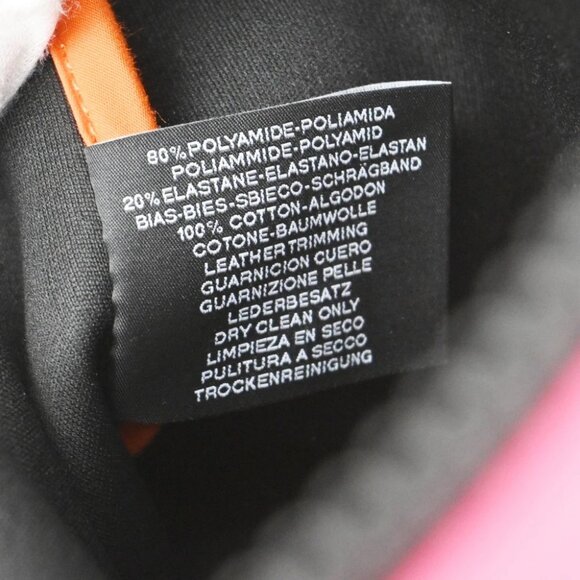 80% POLYAMIDE-POLIAMIDA
POLIAMMIDE-POLYAMID
20% ELASTANE-ELASTANO-ELASTAN
BIAS-BIES-SBIECO-SCHRÄGBAND
100% COTTON-ALGODON
COTONE-BAUMWOLLE
LEATHER TRIMMING
GUARNICION CUERO
GUARNIZIONE PELLE
LEDERBESATZ
DRY CLEAN ONLY
LIMPIEZA EN SECO
PULITURA A SECCO
TROCKENREINIGUNG